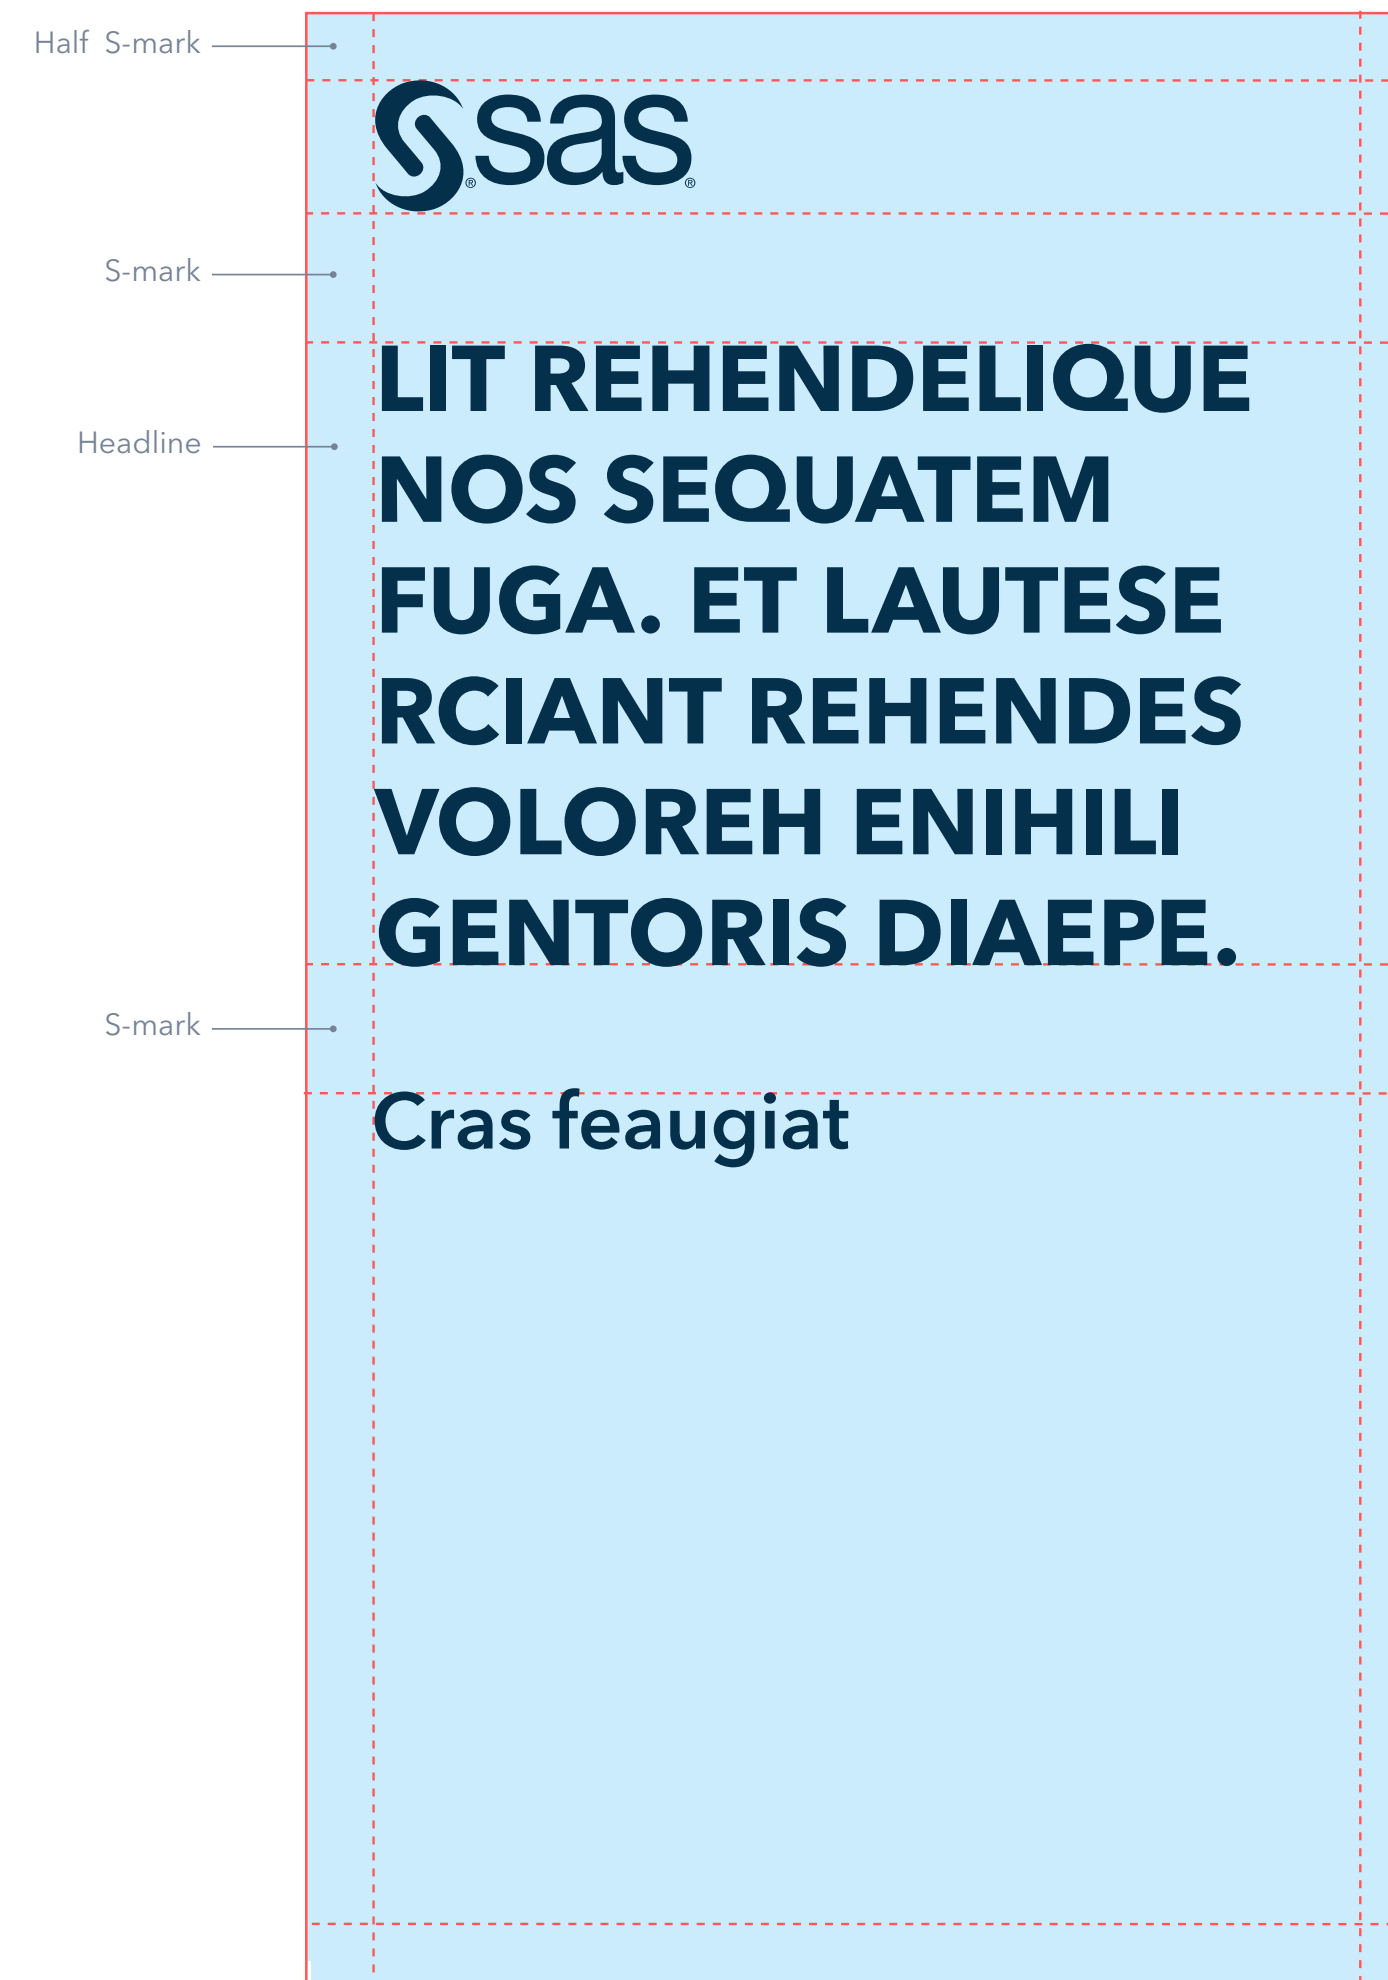 Half S-mark
®sas®
S-mark
LIT REHENDELIQUE
Headline
NOS SEQUATEM
FUGA. ET LAUTESE
RCIANT REHENDES
VOLOREH ENIHILI
GENTORIS DIAEPE.
S-mark
Cras feaugiat